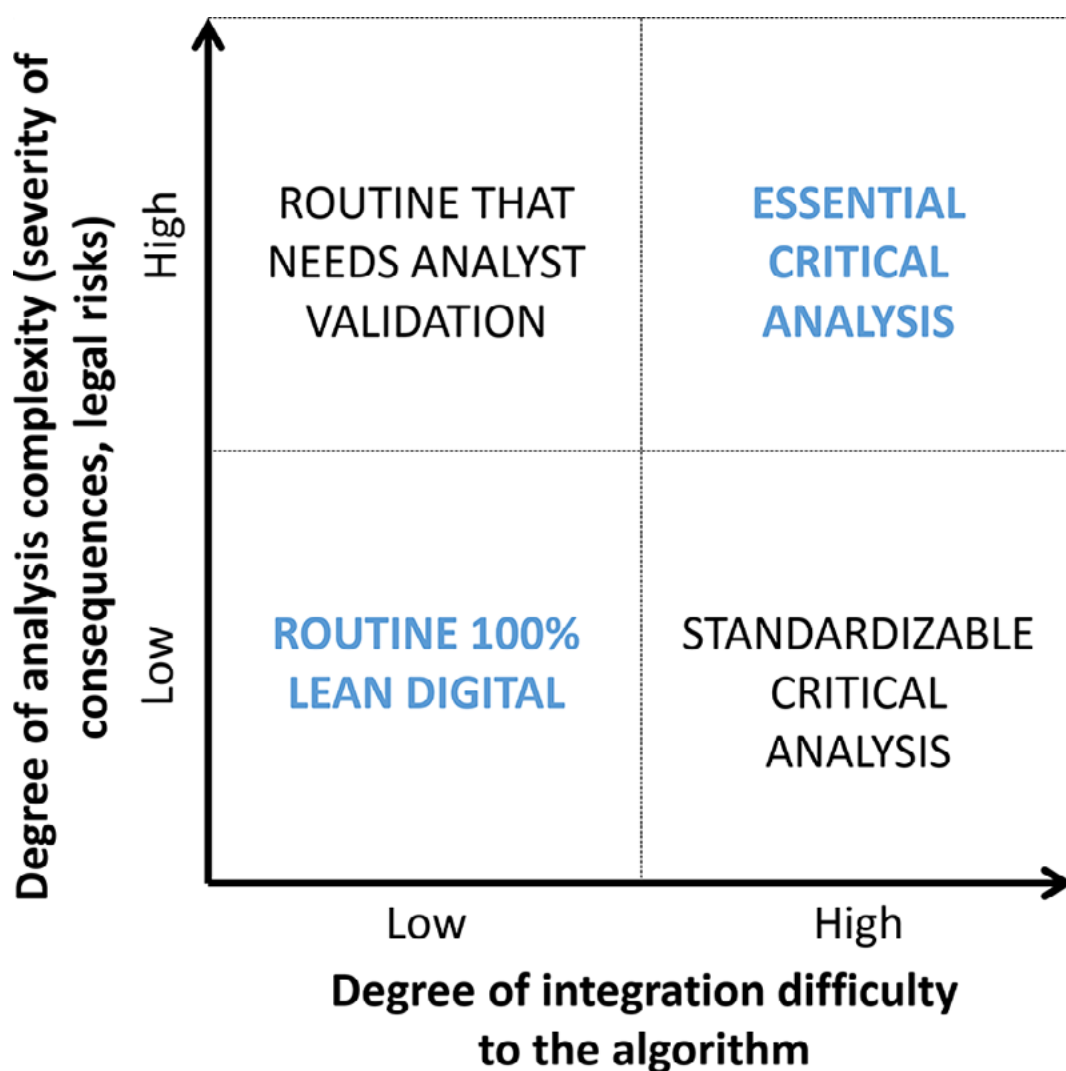 Degree of analysis complexity (severity of
consequences, legal risks)
High
Low
ROUTINE THAT
NEEDS ANALYST
VALIDATION
ESSENTIAL
CRITICAL
ANALYSIS
ROUTINE 100%
LEAN DIGITAL
STANDARDIZABLE
CRITICAL
ANALYSIS
Low
High
Degree of integration difficulty
to the algorithm